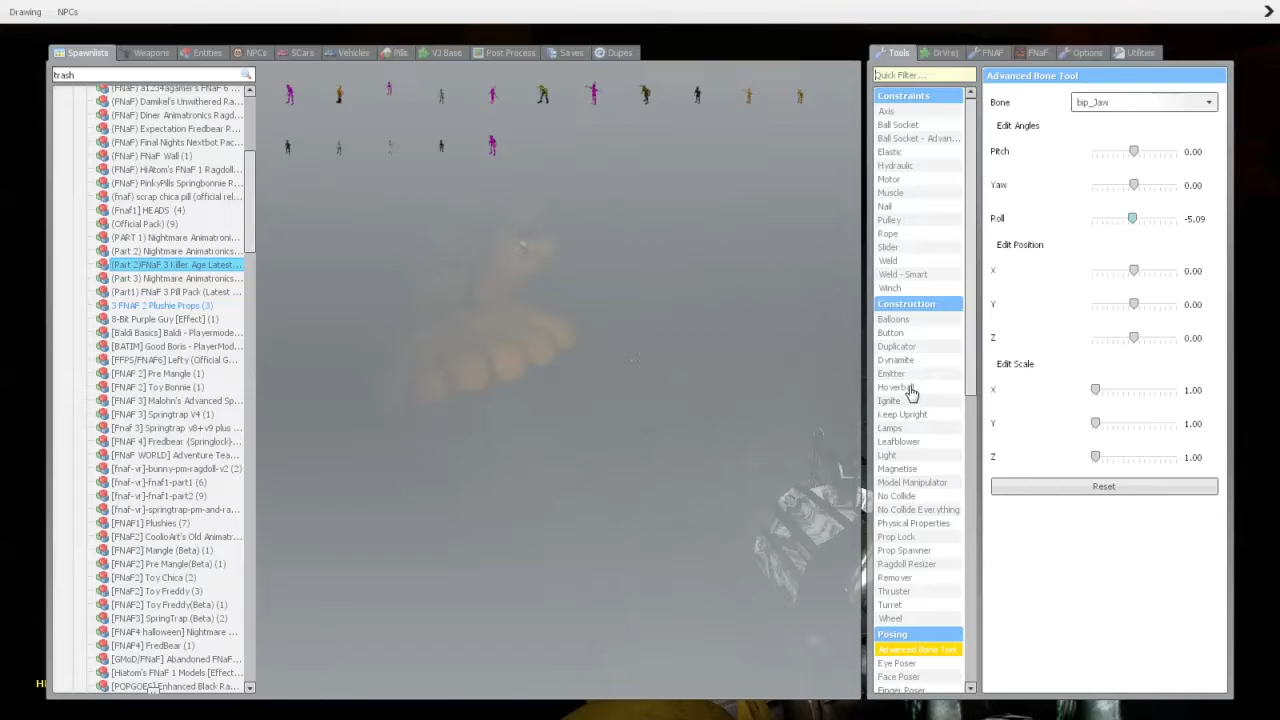 Drawing NPCs
Spawnlists Weapons Entities NPCs SCars Vehicles Pills VJ Base Post Process Saves Dupes
trash
(FNaF) a1234agamer's FNaF 6 ...
(FNaF) Damikel's Unwithered Ra...
(FNaF) Diner Animatronics Ragd...
(FNaF) Expectation Fredbear R...
(FNaF) Final Nights Nextbot Pac...
(FNaF) FNaF Wall (1)
(FNaF) HiAtom's FNaF 1 Ragdoll...
(FNaF) PinkyPills Springbonnie R...
(fnaf) scrap chica pill (official rel...
(Fnaf1] HEADS (4)
(Official Pack) (9)
(PART 1) Nightmare Animatroni...
(Part 2) Nightmare Animatronics...
(Part 2)FNaF 3 Killer Age Latest...
(Part 3) Nightmare Animatronics...
(Part1) FNaF 3 Pill Pack (Latest ...
3 FNAF 2 Plushie Props (3)
8-Bit Purple Guy [Effect] (1)
[Baldi Basics] Baldi - Playermode...
[BATIM] Good Boris - PlayerMod...
[FFPS/FNAF6] Lefty (Official G...
[FNAF 2] Pre Mangle (1)
[FNAF 2] Toy Bonnie (1)
[FNAF 3] Malohn's Advanced Sp...
[FNAF 3] Springtrap V4 (1)
[Fnaf 3] Springtrap v8+v9 plus ...
[FNAF 4] Fredbear {Springlock}...
[FNAF WORLD] Adventure Tea...
[fnaf-vr]-bunny-pm-ragdoll-v2 (2)
[fnaf-vr]-fnaf1-part1 (6)
[fnaf-vr]-fnaf1-part2 (9)
[fnaf-vr]-springtrap-pm-and-ra...
[FNAF1] Plushies (7)
[FNaF2] CoolioArt's Old Animatr...
[FNAF2] Mangle (Beta) (1)
[FNAF2] Pre Mangle(Beta) (1)
[FNaF2] Toy Chica (2)
[FNaF2] Toy Freddy (3)
[FNAF2] Toy Freddy(Beta) (1)
[FNAF3] SpringTrap (Beta) (2)
[FNAF4 halloween] Nightmare ...
[FNAF4] FredBear (1)
[GMoD/FNaF] Abandoned FNaF...
[Hiatom's FNaF 1 Models [Effect...
[POPGOES] Enhanced Black Ra...
Tools Dr(Vre) FNAF FNaF Options Utilities
Quick Filter...
Constraints
Axis
Ball Socket
Ball Socket - Advan...
Elastic
Hydraulic
Motor
Muscle
Nail
Pulley
Rope
Slider
Weld
Weld - Smart
Winch
Construction
Balloons
Button
Duplicator
Dynamite
Emitter
Hoverball
Ignite
Keep Upright
Lamps
Leafblower
Light
Magnetise
Model Manipulator
No Collide
No Collide Everything
Physical Properties
Prop Lock
Prop Spawner
Ragdoll Resizer
Remover
Thruster
Turret
Wheel
Posing
Advanced Bone Tool
Eye Poser
Face Poser
Finger Poser
Advanced Bone Tool
Bone bip_Jaw
Edit Angles
Pitch 0.00
Yaw 0.00
Roll -5.09
Edit Position
X 0.00
Y 0.00
Z 0.00
Edit Scale
X 1.00
Y 1.00
Z 1.00
Reset